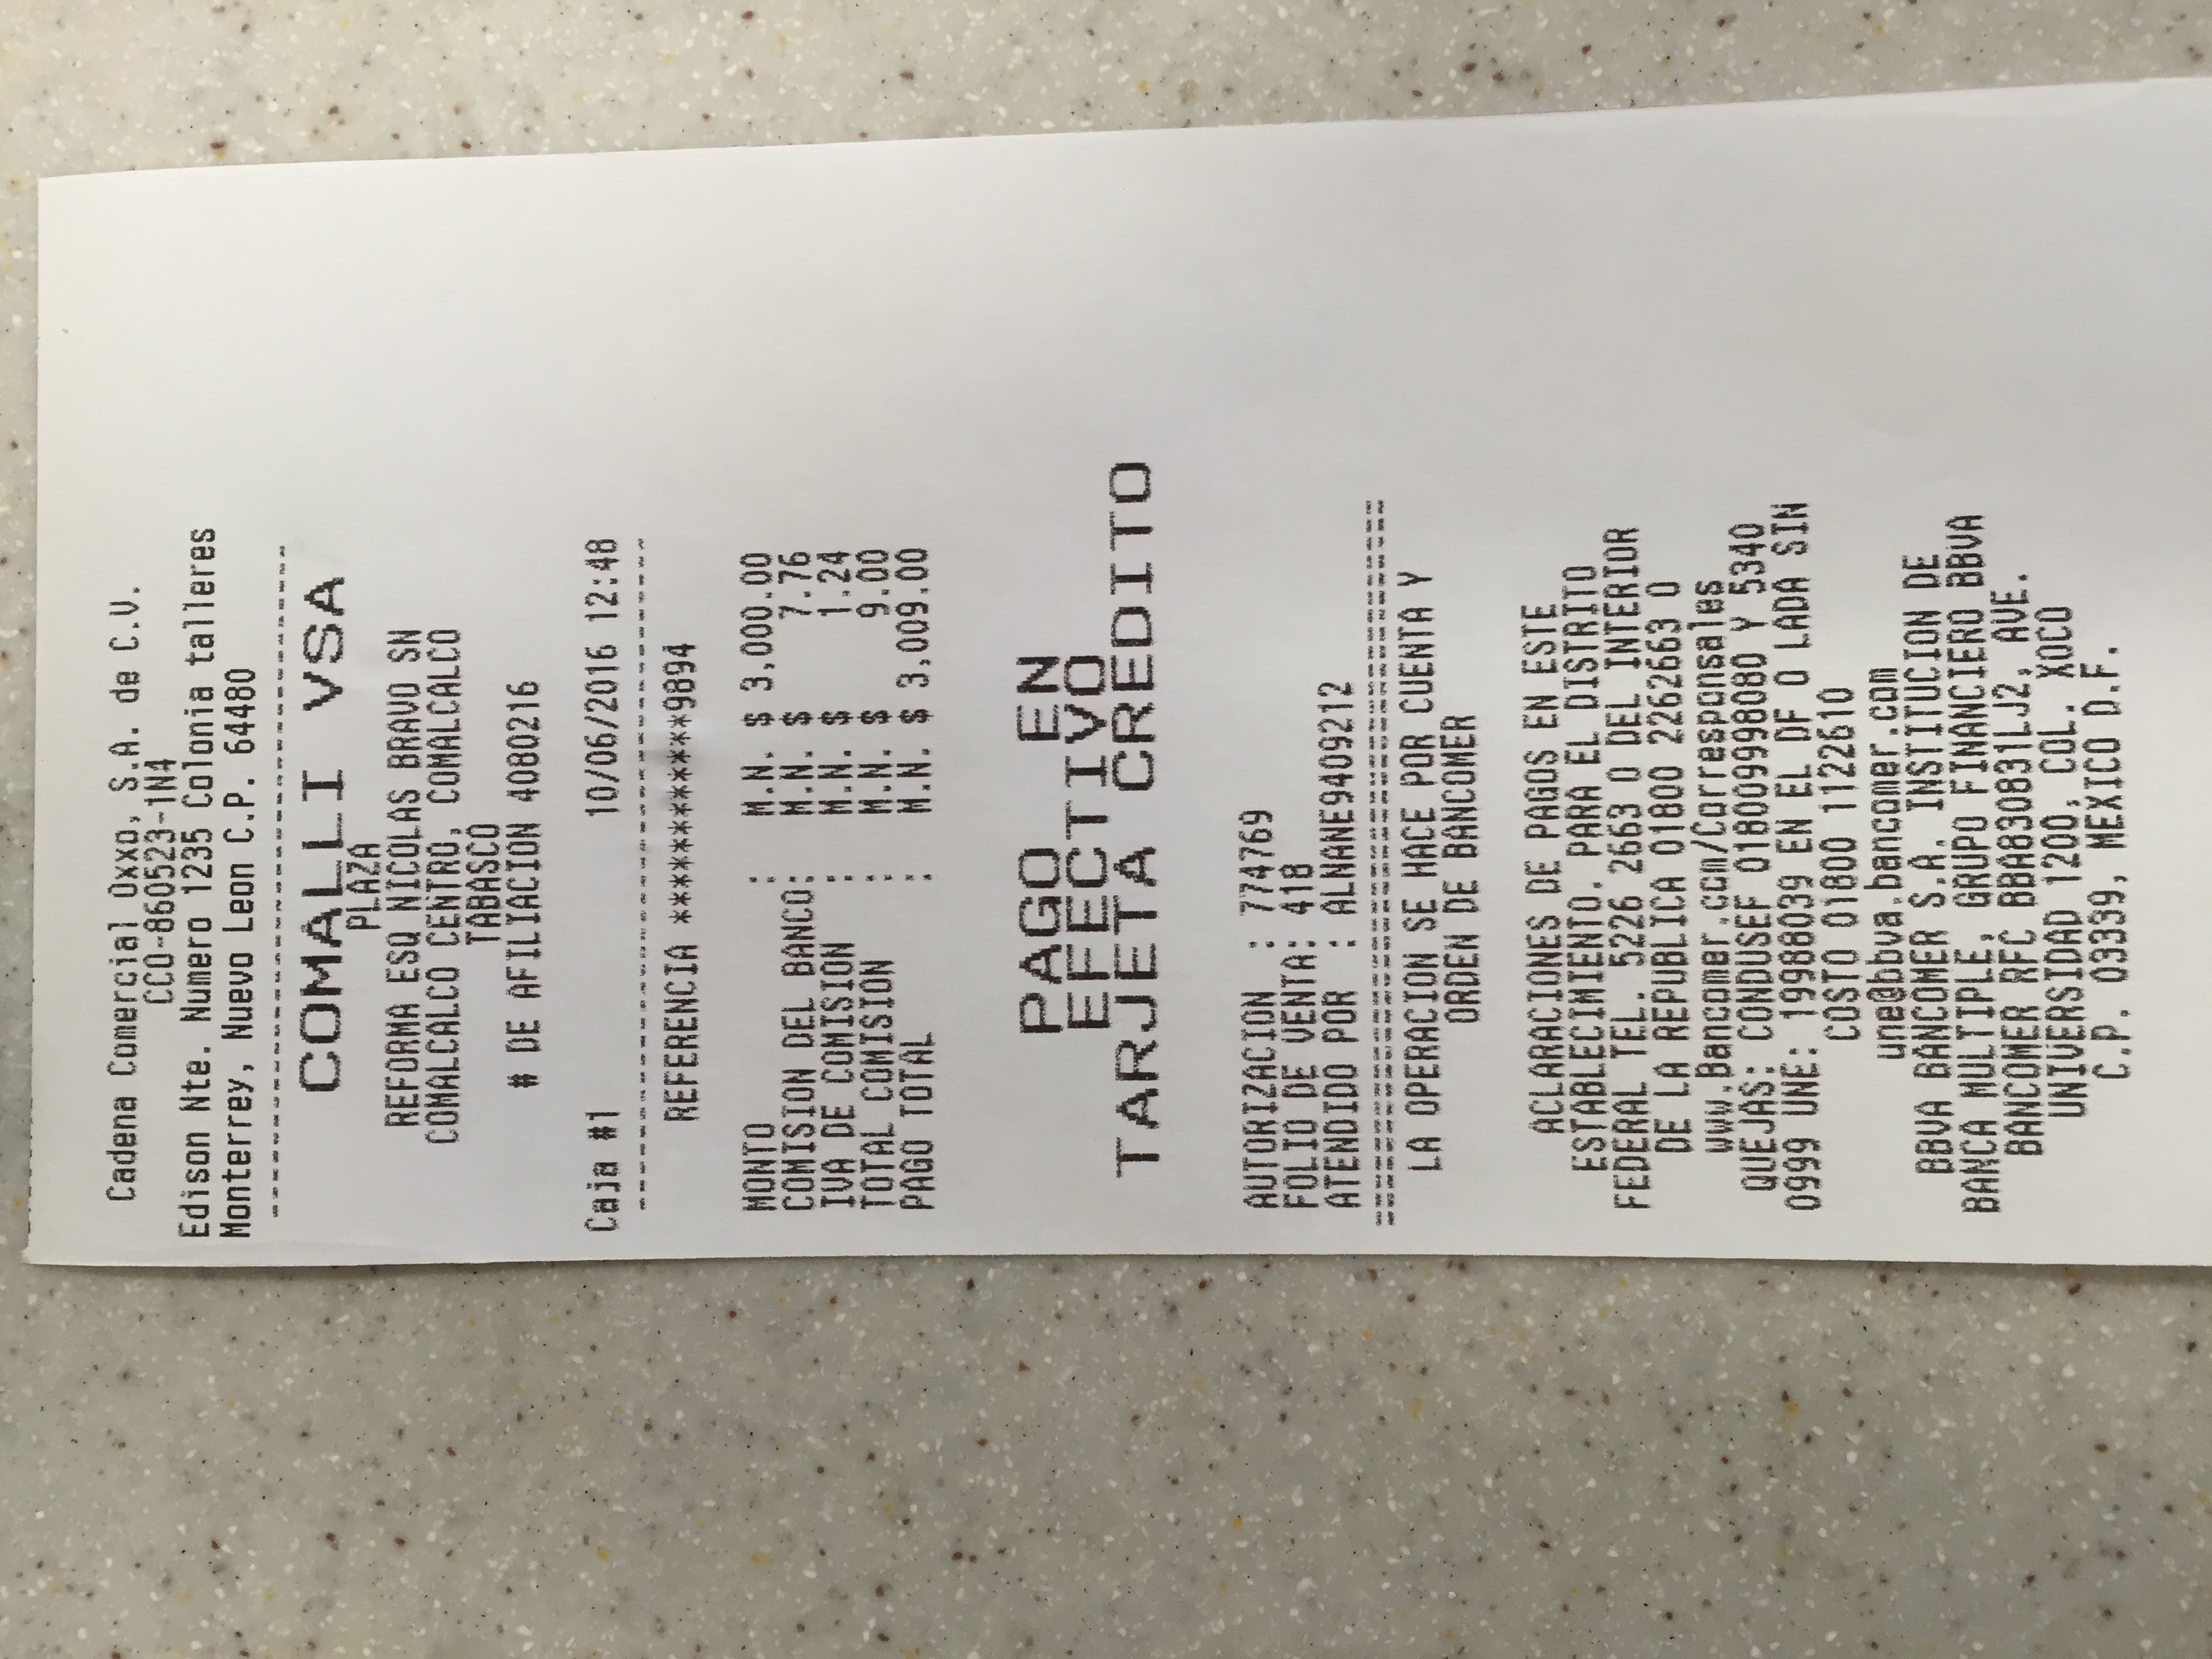 Cadena Comercial Oxxo, S.A. de C.V.
CCO-860523-1N4
Edison Nte. Numero 1235 Colonia talleres
Monterrey, Nuevo Leon C.P. 64480
--------------------------------------
COMALLI VSA
PLAZA
REFORMA ESQ NICOLAS BRAVO SN
COMALCALCO CENTRO, COMALCALCO
TABASCO
# DE AFILIACION 4080216
Caja #1 10/06/2016 12:48
--------------------------------------
REFERENCIA ************9894
MONTO : M.N. $ 3,000.00
COMISION DEL BANCO: M.N. $ 7.76
IVA DE COMISION : M.N. $ 1.24
TOTAL COMISION : M.N. $ 9.00
PAGO TOTAL : M.N. $ 3,009.00
PAGO EN
EFECTIVO
TARJETA CREDITO
AUTORIZACION : 774769
FOLIO DE VENTA: 418
ATENDIDO POR : ALNANE9409212
========================================
LA OPERACION SE HACE POR CUENTA Y
ORDEN DE BANCOMER
ACLARACIONES DE PAGOS EN ESTE
ESTABLECIMIENTO. PARA EL DISTRITO
FEDERAL TEL. 5226 2663 O DEL INTERIOR
DE LA REPUBLICA 01800 2262663 O
www.Bancomer.com/Corresponsales
QUEJAS: CONDUSEF 018009998080 Y 5340
0999 UNE: 19988039 EN EL DF O LADA SIN
COSTO 01800 1122610
une@bbva.bancomer.com
BBVA BANCOMER S.A. INSTITUCION DE
BANCA MULTIPLE, GRUPO FINANCIERO BBVA
BANCOMER RFC BBA830831LJ2, AVE.
UNIVERSIDAD 1200, COL. XOCO
C.P. 03339, MEXICO D.F.